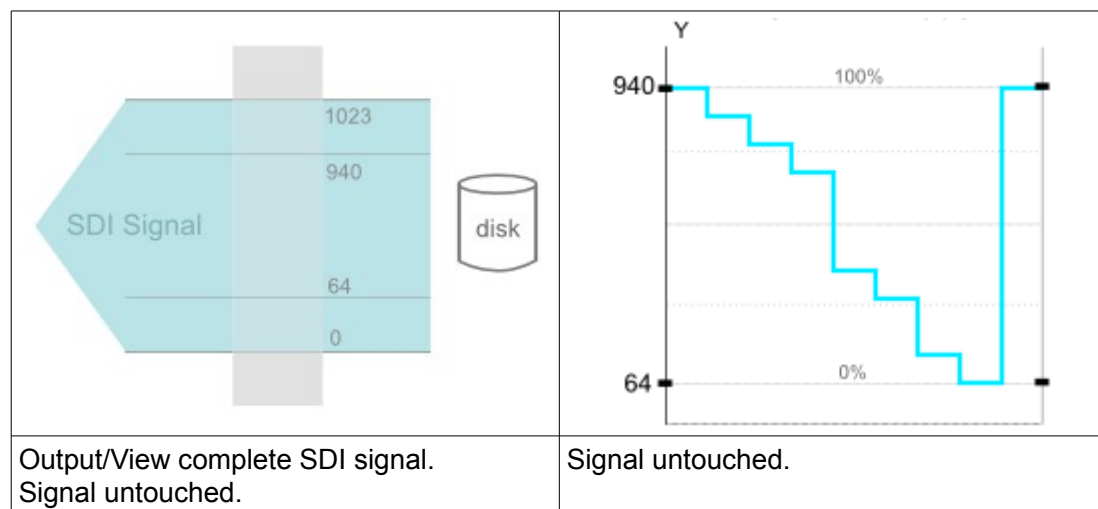 1023
940
SDI Signal
disk
64
0
Y
940
100%
64
0%
Output/View complete SDI signal.
Signal untouched.
Signal untouched.